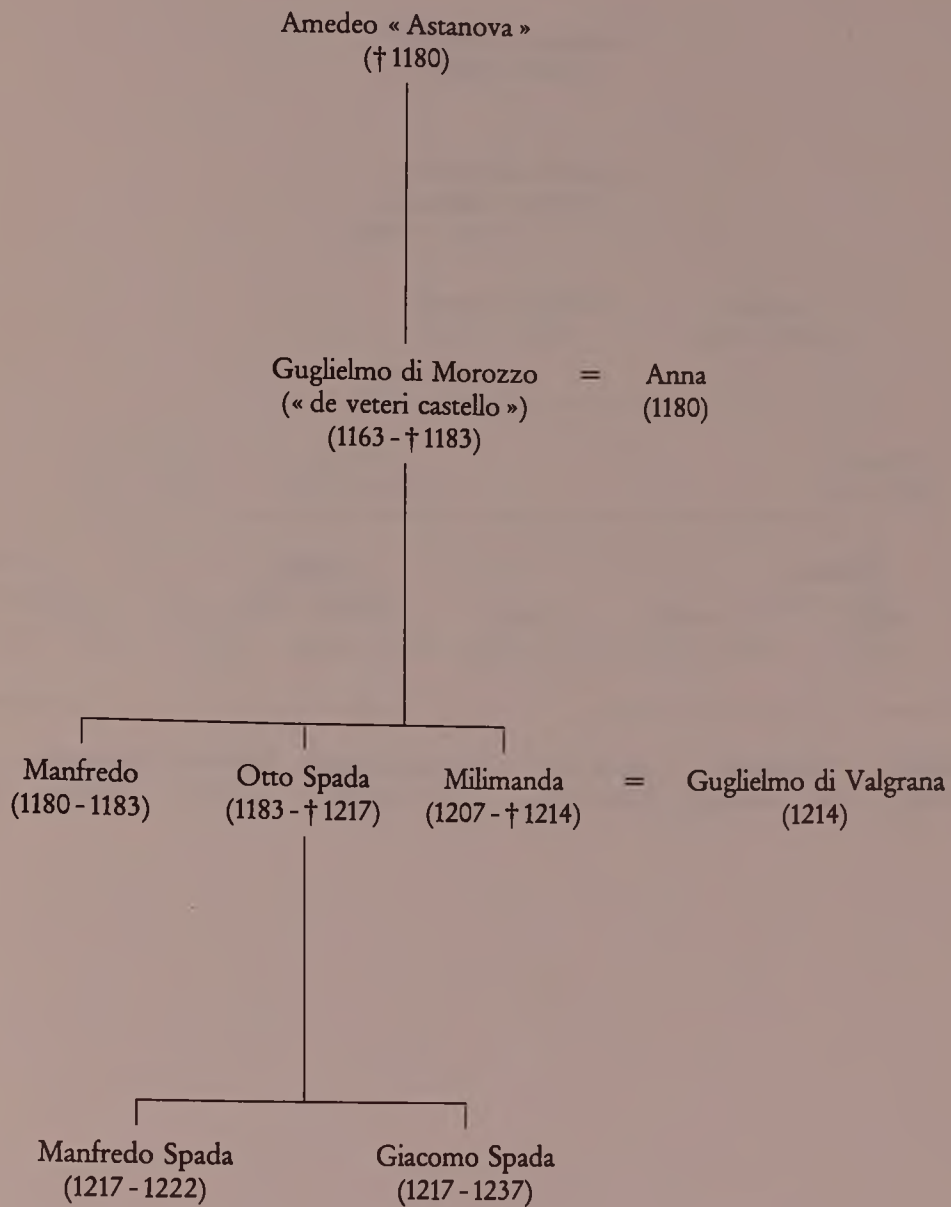 Amedeo « Astanova »
(† 1180)
Guglielmo di Morozzo = Anna
(« de veteri castello ») (1180)
(1163 - † 1183)
Manfredo Otto Spada Milimanda = Guglielmo di Valgrana
(1180 - 1183) (1183 - † 1217) (1207 - † 1214) (1214)
Manfredo Spada Giacomo Spada
(1217 - 1222) (1217 - 1237)